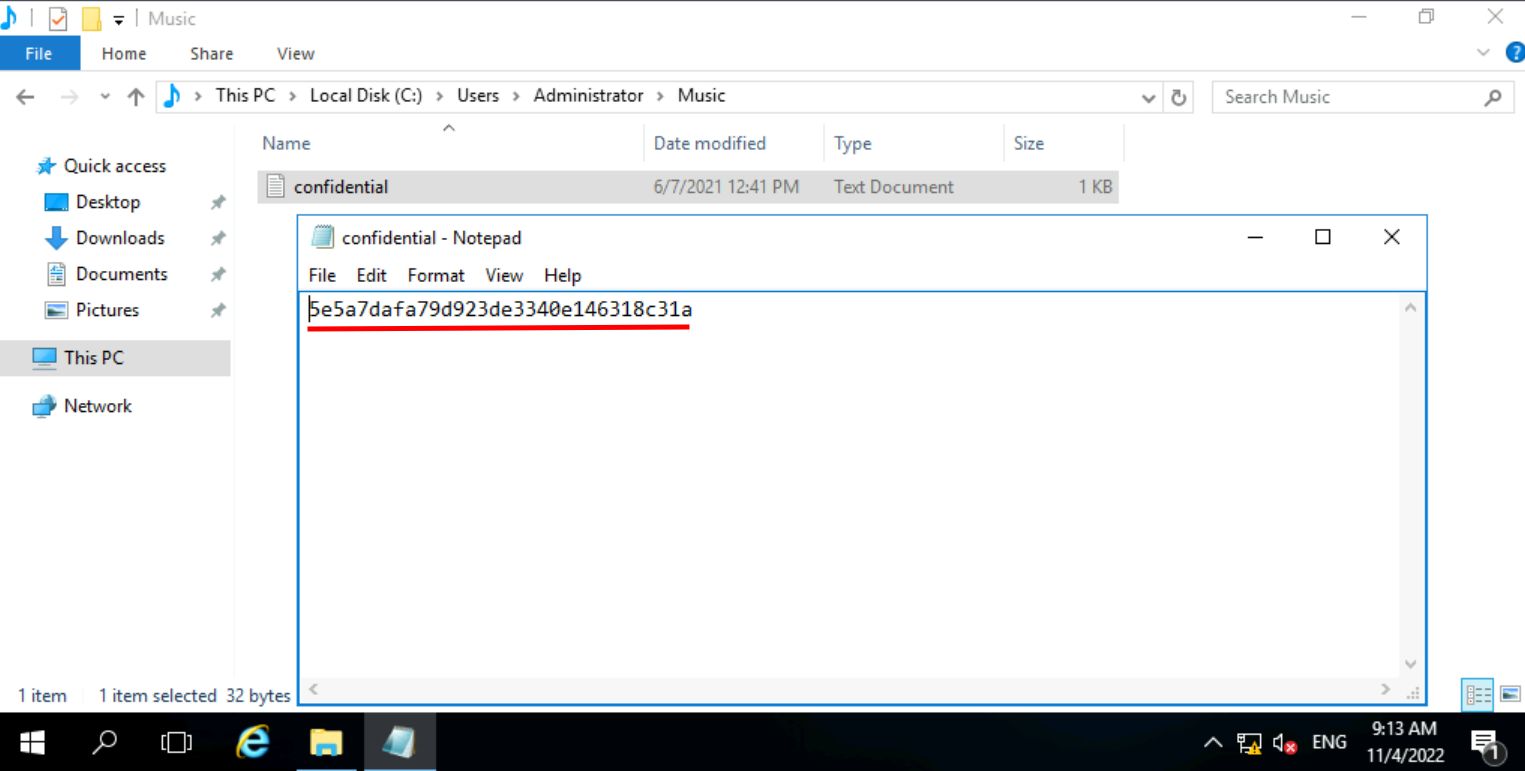 Music
File Home Share View
This PC > Local Disk (C:) > Users > Administrator > Music
Search Music
Name Date modified Type Size
Quick access
confidential 6/7/2021 12:41 PM Text Document 1 KB
Desktop
Downloads
Documents
Pictures
This PC
Network
confidential - Notepad
File Edit Format View Help
5e5a7dafa79d923de3340e146318c31a
1 item 1 item selected 32 bytes
ENG
9:13 AM
11/4/2022
1